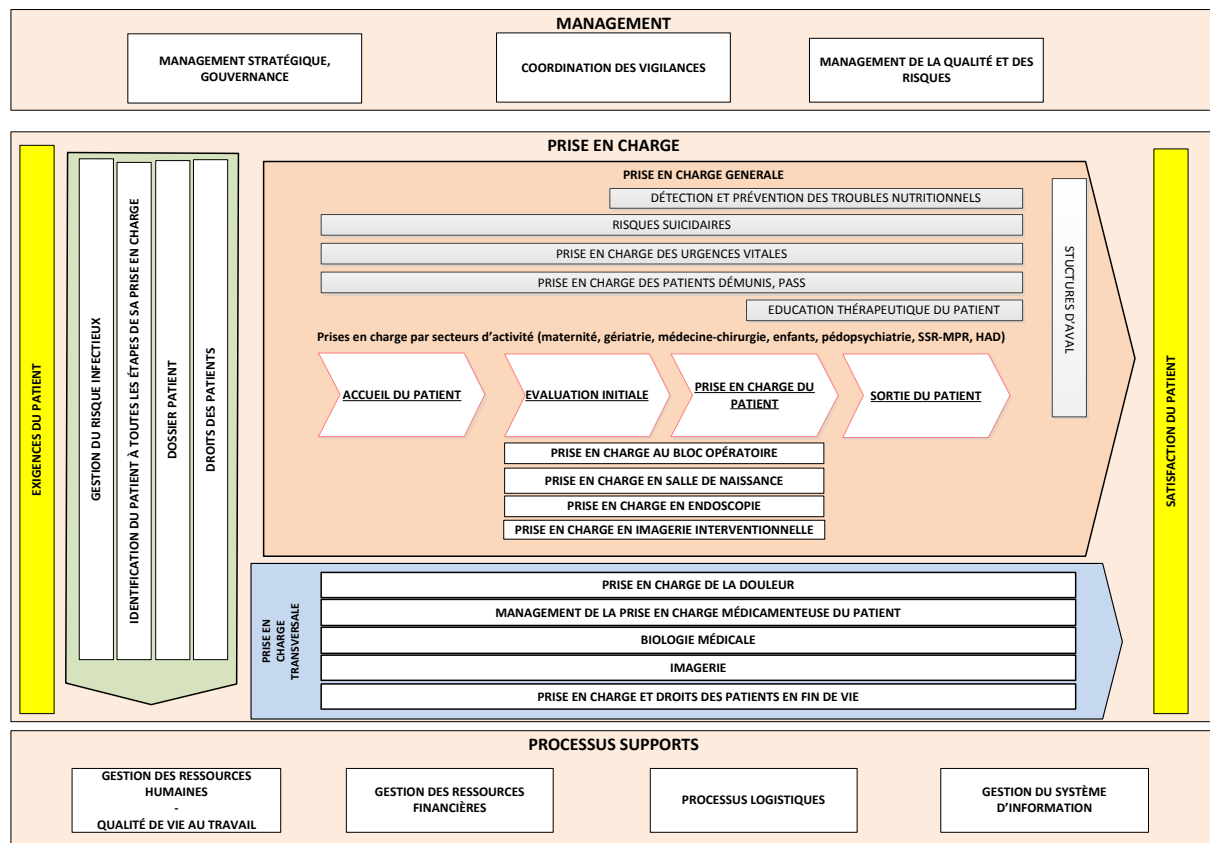 MANAGEMENT
MANAGEMENT STRATÉGIQUE,
GOUVERNANCE
COORDINATION DES VIGILANCES
MANAGEMENT DE LA QUALITÉ ET DES
RISQUES
PRISE EN CHARGE
EXIGENCES DU PATIENT
GESTION DU RISQUE INFECTIEUX
IDENTIFICATION DU PATIENT À TOUTES LES ÉTAPES DE SA PRISE EN CHARGE
DOSSIER PATIENT
DROITS DES PATIENTS
PRISE EN CHARGE GENERALE
DÉTECTION ET PRÉVENTION DES TROUBLES NUTRITIONNELS
RISQUES SUICIDAIRES
PRISE EN CHARGE DES URGENCES VITALES
PRISE EN CHARGE DES PATIENTS DÉMUNIS, PASS
EDUCATION THÉRAPEUTIQUE DU PATIENT
Prises en charge par secteurs d'activité (maternité, gériatrie, médecine-chirurgie, enfants, pédopsychiatrie, SSR-MPR, HAD)
ACCUEIL DU PATIENT
EVALUATION INITIALE
PRISE EN CHARGE DU
PATIENT
SORTIE DU PATIENT
STUCTURES D'AVAL
PRISE EN CHARGE AU BLOC OPÉRATOIRE
PRISE EN CHARGE EN SALLE DE NAISSANCE
PRISE EN CHARGE EN ENDOSCOPIE
PRISE EN CHARGE EN IMAGERIE INTERVENTIONNELLE
PRISE EN
CHARGE
TRANSVERSALE
PRISE EN CHARGE DE LA DOULEUR
MANAGEMENT DE LA PRISE EN CHARGE MÉDICAMENTEUSE DU PATIENT
BIOLOGIE MÉDICALE
IMAGERIE
PRISE EN CHARGE ET DROITS DES PATIENTS EN FIN DE VIE
SATISFACTION DU PATIENT
PROCESSUS SUPPORTS
GESTION DES RESSOURCES
HUMAINES
-
QUALITÉ DE VIE AU TRAVAIL
GESTION DES RESSOURCES
FINANCIÈRES
PROCESSUS LOGISTIQUES
GESTION DU SYSTÈME
D'INFORMATION